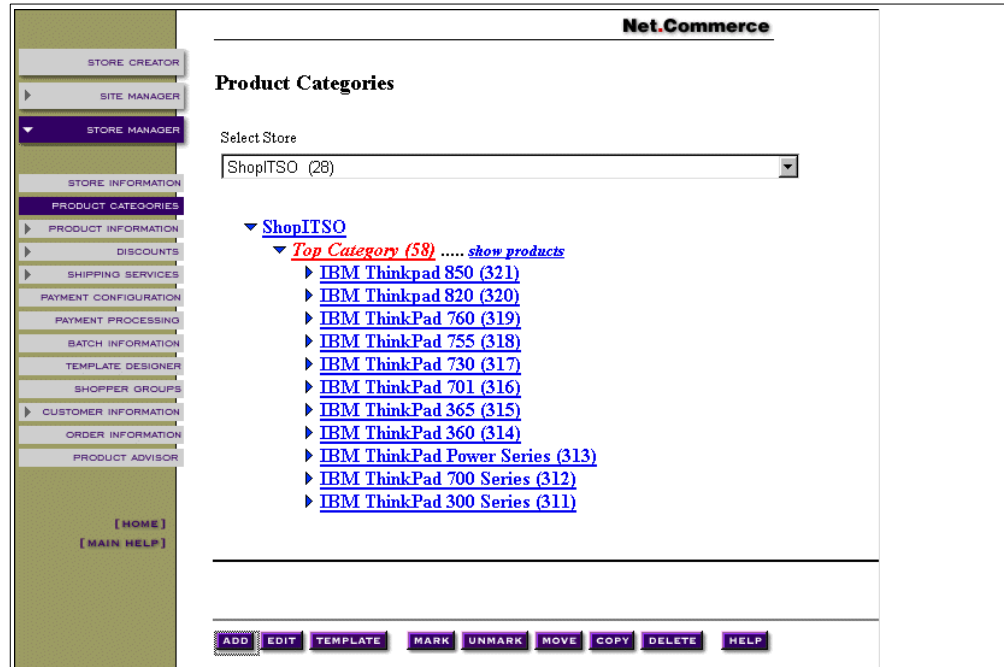 Net.Commerce
STORE CREATOR
SITE MANAGER
STORE MANAGER
STORE INFORMATION
PRODUCT CATEGORIES
PRODUCT INFORMATION
DISCOUNTS
SHIPPING SERVICES
PAYMENT CONFIGURATION
PAYMENT PROCESSING
BATCH INFORMATION
TEMPLATE DESIGNER
SHOPPER GROUPS
CUSTOMER INFORMATION
ORDER INFORMATION
PRODUCT ADVISOR
[HOME]
[MAIN HELP]
Product Categories
Select Store
ShopITSO (28)
ShopITSO
Top Category (58) ..... show products
IBM Thinkpad 850 (321)
IBM Thinkpad 820 (320)
IBM ThinkPad 760 (319)
IBM ThinkPad 755 (318)
IBM ThinkPad 730 (317)
IBM ThinkPad 701 (316)
IBM ThinkPad 365 (315)
IBM ThinkPad 360 (314)
IBM ThinkPad Power Series (313)
IBM ThinkPad 700 Series (312)
IBM ThinkPad 300 Series (311)
ADD EDIT TEMPLATE MARK UNMARK MOVE COPY DELETE HELP